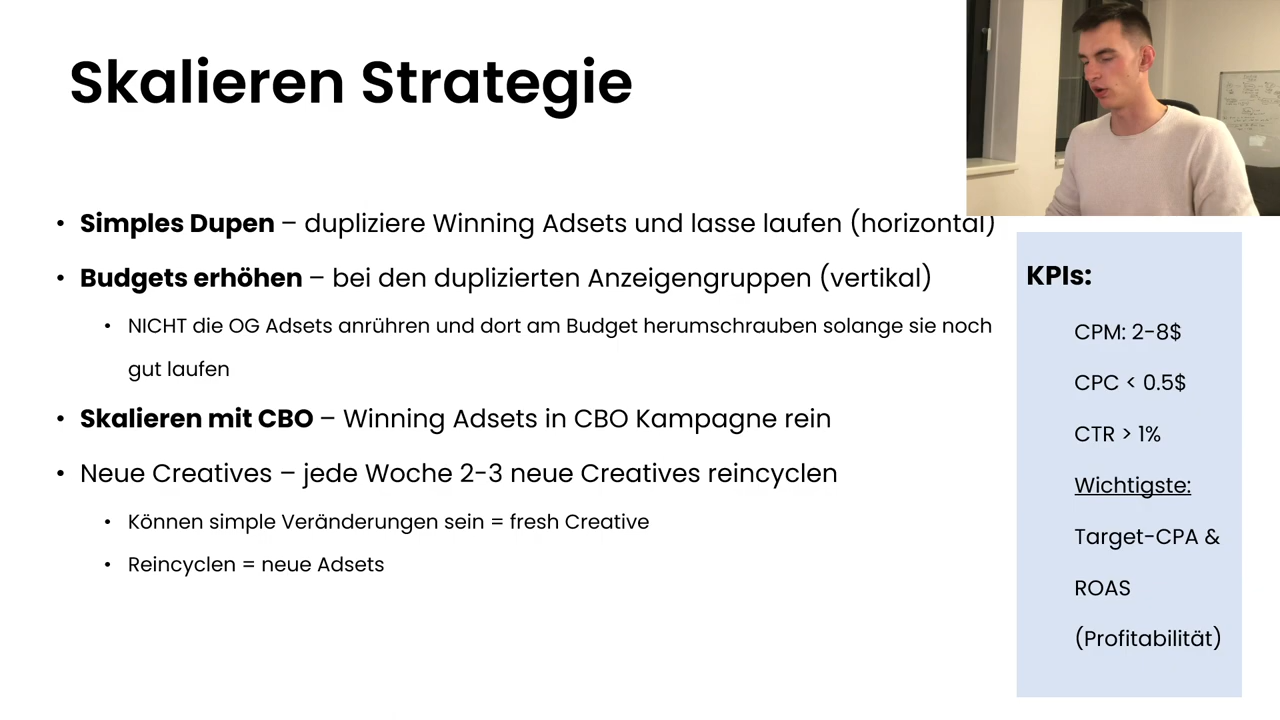 Skalieren Strategie
• Simples Dupen – dupliziere Winning Adsets und lasse laufen (horizontal)
• Budgets erhöhen – bei den duplizierten Anzeigengruppen (vertikal)
• NICHT die OG Adsets anrühren und dort am Budget herumschrauben solange sie noch
gut laufen
• Skalieren mit CBO – Winning Adsets in CBO Kampagne rein
• Neue Creatives – jede Woche 2-3 neue Creatives reincyclen
• Können simple Veränderungen sein = fresh Creative
• Reincyclen = neue Adsets
KPIs:
CPM: 2-8$
CPC < 0.5$
CTR > 1%
Wichtigste:
Target-CPA &
ROAS
(Profitabilität)